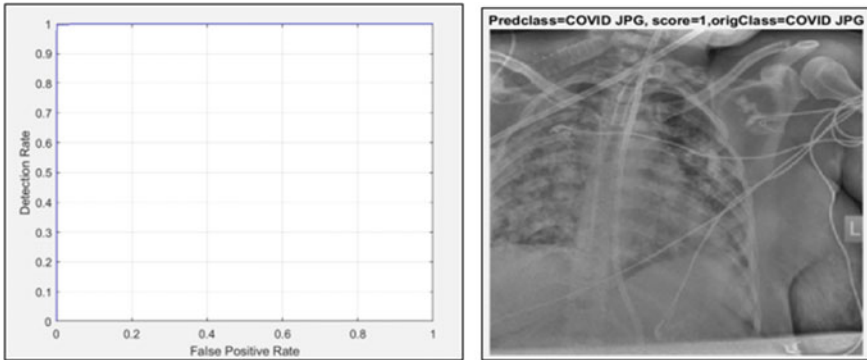 1
0.9
0.8
0.7
0.6
0.5
0.4
0.3
0.2
0.1
0
Detection Rate
0 0.2 0.4 0.6 0.8 1
False Positive Rate
Predclass=COVID JPG, score=1,origClass=COVID JPG
L